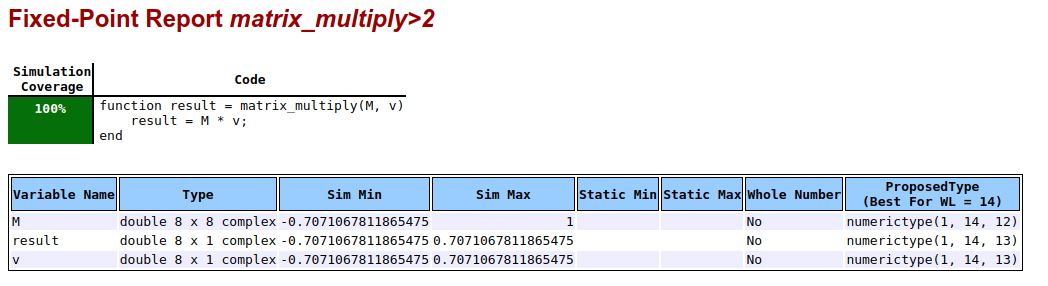 Fixed-Point Report matrix_multiply>2
Simulation
Coverage
Code
100%
function result = matrix_multiply(M, v)
    result = M * v;
end
Variable Name Type Sim Min Sim Max Static Min Static Max Whole Number ProposedType
(Best For WL = 14)
M double 8 x 8 complex -0.7071067811865475 1 No numerictype(1, 14, 12)
result double 8 x 1 complex -0.7071067811865475 0.7071067811865475 No numerictype(1, 14, 13)
v double 8 x 1 complex -0.7071067811865475 0.7071067811865475 No numerictype(1, 14, 13)